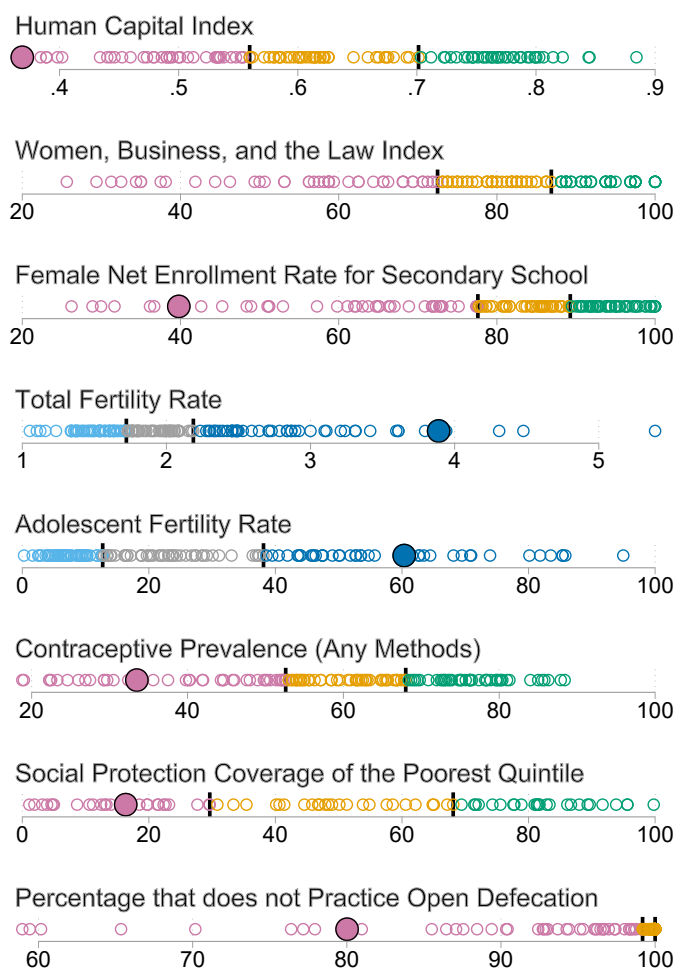 Human Capital Index
.4 .5 .6 .7 .8 .9
Women, Business, and the Law Index
20 40 60 80 100
Female Net Enrollment Rate for Secondary School
20 40 60 80 100
Total Fertility Rate
1 2 3 4 5
Adolescent Fertility Rate
0 20 40 60 80 100
Contraceptive Prevalence (Any Methods)
20 40 60 80 100
Social Protection Coverage of the Poorest Quintile
0 20 40 60 80 100
Percentage that does not Practice Open Defecation
60 70 80 90 100